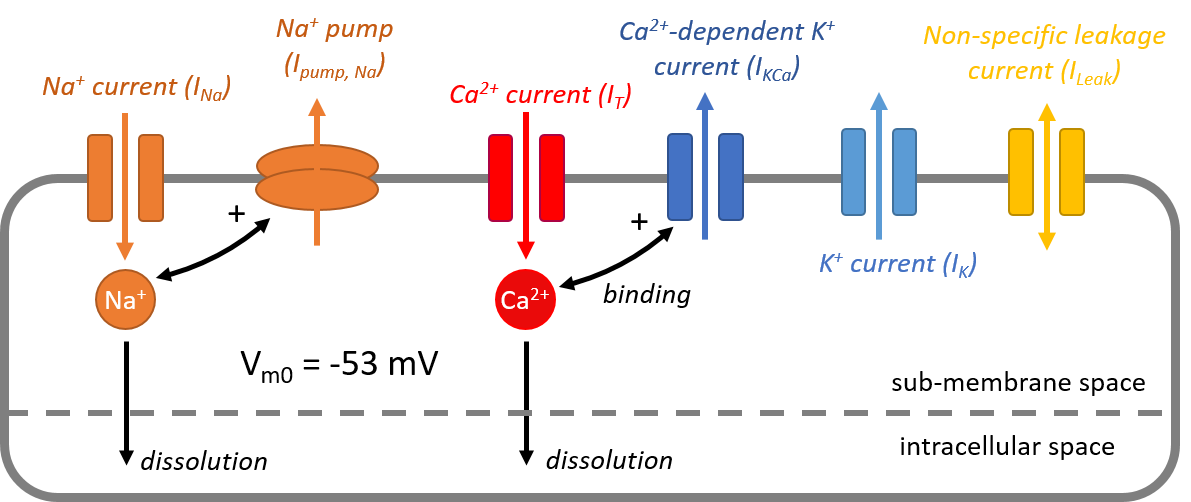 Na⁺ current (I_Na)
Na⁺ pump
(I_pump, Na)
Ca²⁺ current (I_T)
Ca²⁺-dependent K⁺
current (I_KCa)
K⁺ current (I_K)
Non-specific leakage
current (I_Leak)
+
+
Na⁺
Ca²⁺
binding
V_m0 = -53 mV
sub-membrane space
intracellular space
dissolution
dissolution